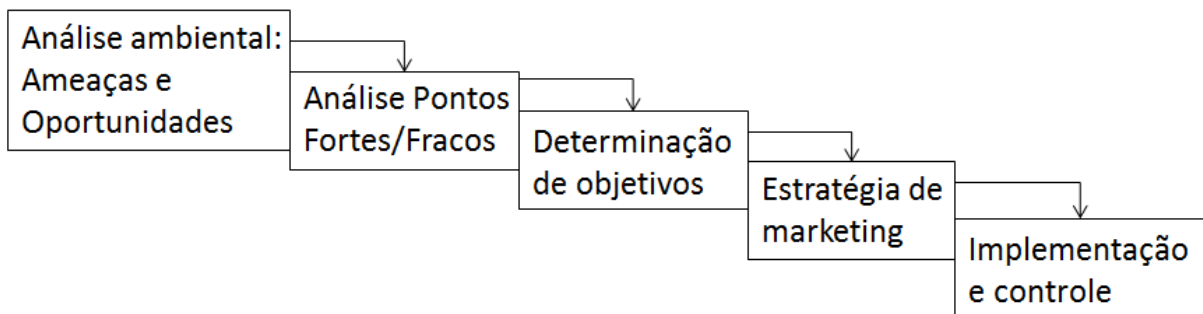 Análise ambiental:
Ameaças e
Oportunidades
Análise Pontos
Fortes/Fracos
Determinação
de objetivos
Estratégia de
marketing
Implementação
e controle